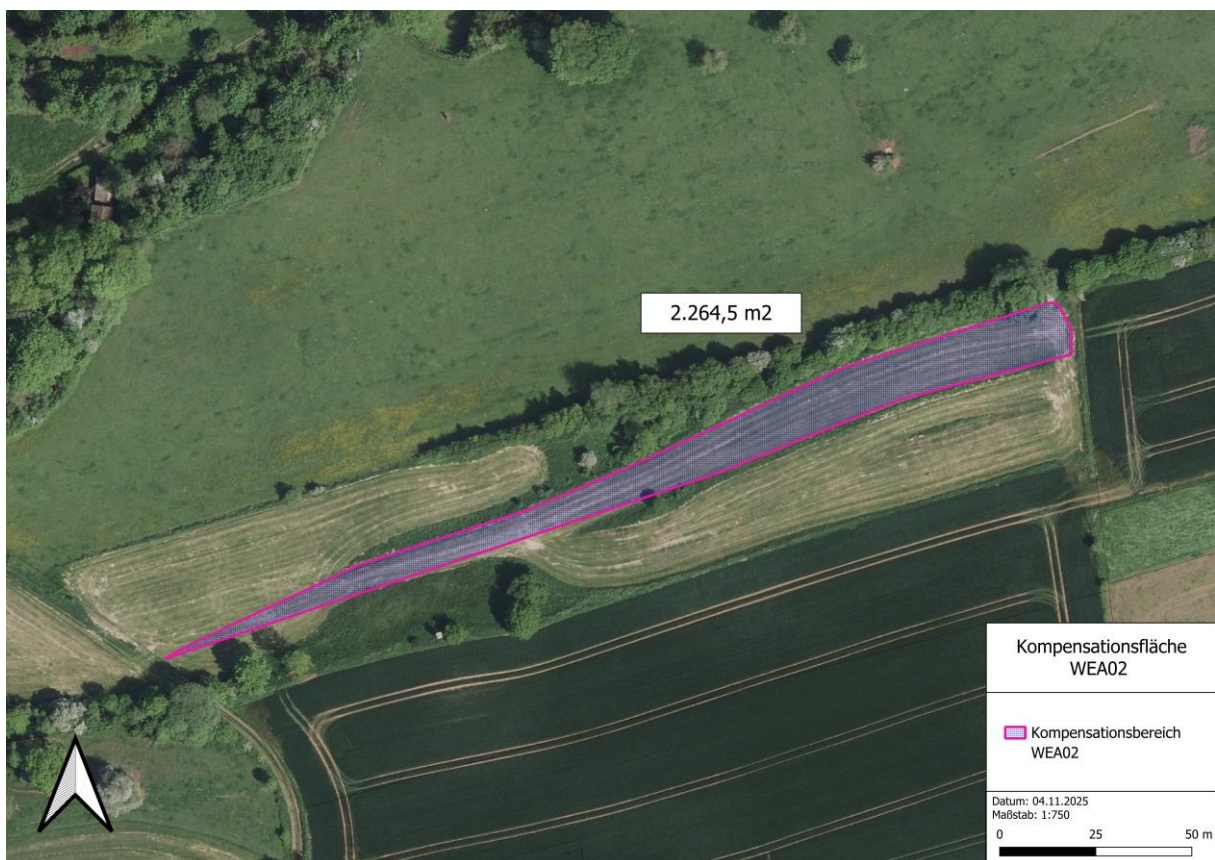 2.264,5 m2
Kompensationsfläche
WEA02
Kompensationsbereich
WEA02
Datum: 04.11.2025
Maßstab: 1:750
0 25 50 m